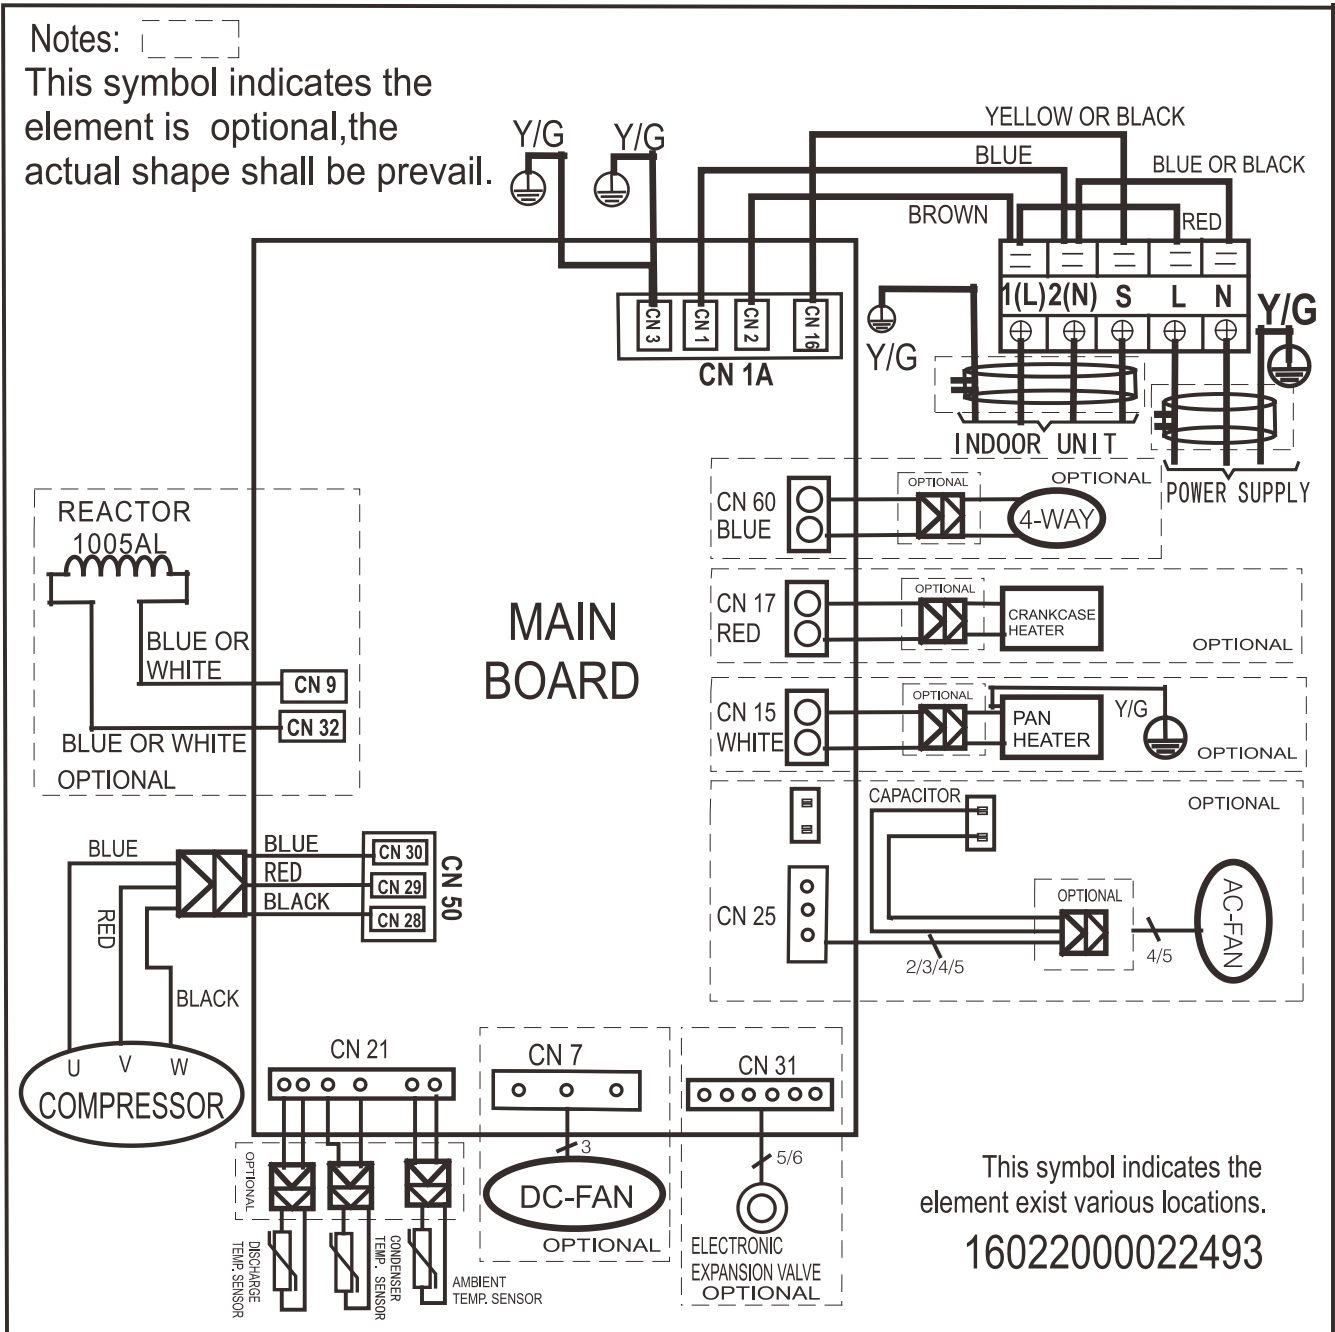 Notes:
This symbol indicates the
element is optional,the
actual shape shall be prevail.
Y/G
Y/G
YELLOW OR BLACK
BLUE
BLUE OR BLACK
BROWN
RED
1(L) 2(N) S L N
Y/G
Y/G
CN 3
CN 1
CN 2
CN 16
CN 1A
INDOOR UNIT
POWER SUPPLY
REACTOR
1005AL
BLUE OR
WHITE
CN 9
CN 32
BLUE OR WHITE
OPTIONAL
MAIN
BOARD
CN 60
BLUE
OPTIONAL
OPTIONAL
4-WAY
CN 17
RED
OPTIONAL
CRANKCASE
HEATER
OPTIONAL
CN 15
WHITE
OPTIONAL
PAN
HEATER
Y/G
OPTIONAL
CAPACITOR
OPTIONAL
CN 25
2/3/4/5
OPTIONAL
4/5
AC-FAN
BLUE
RED
BLACK
BLUE
RED
BLACK
CN 30
CN 29
CN 28
CN 50
U V W
COMPRESSOR
CN 21
OPTIONAL
DISCHARGE
TEMP. SENSOR
CONDENSER
TEMP. SENSOR
AMBIENT
TEMP. SENSOR
CN 7
3
DC-FAN
OPTIONAL
CN 31
5/6
ELECTRONIC
EXPANSION VALVE
OPTIONAL
This symbol indicates the
element exist various locations.
16022000022493